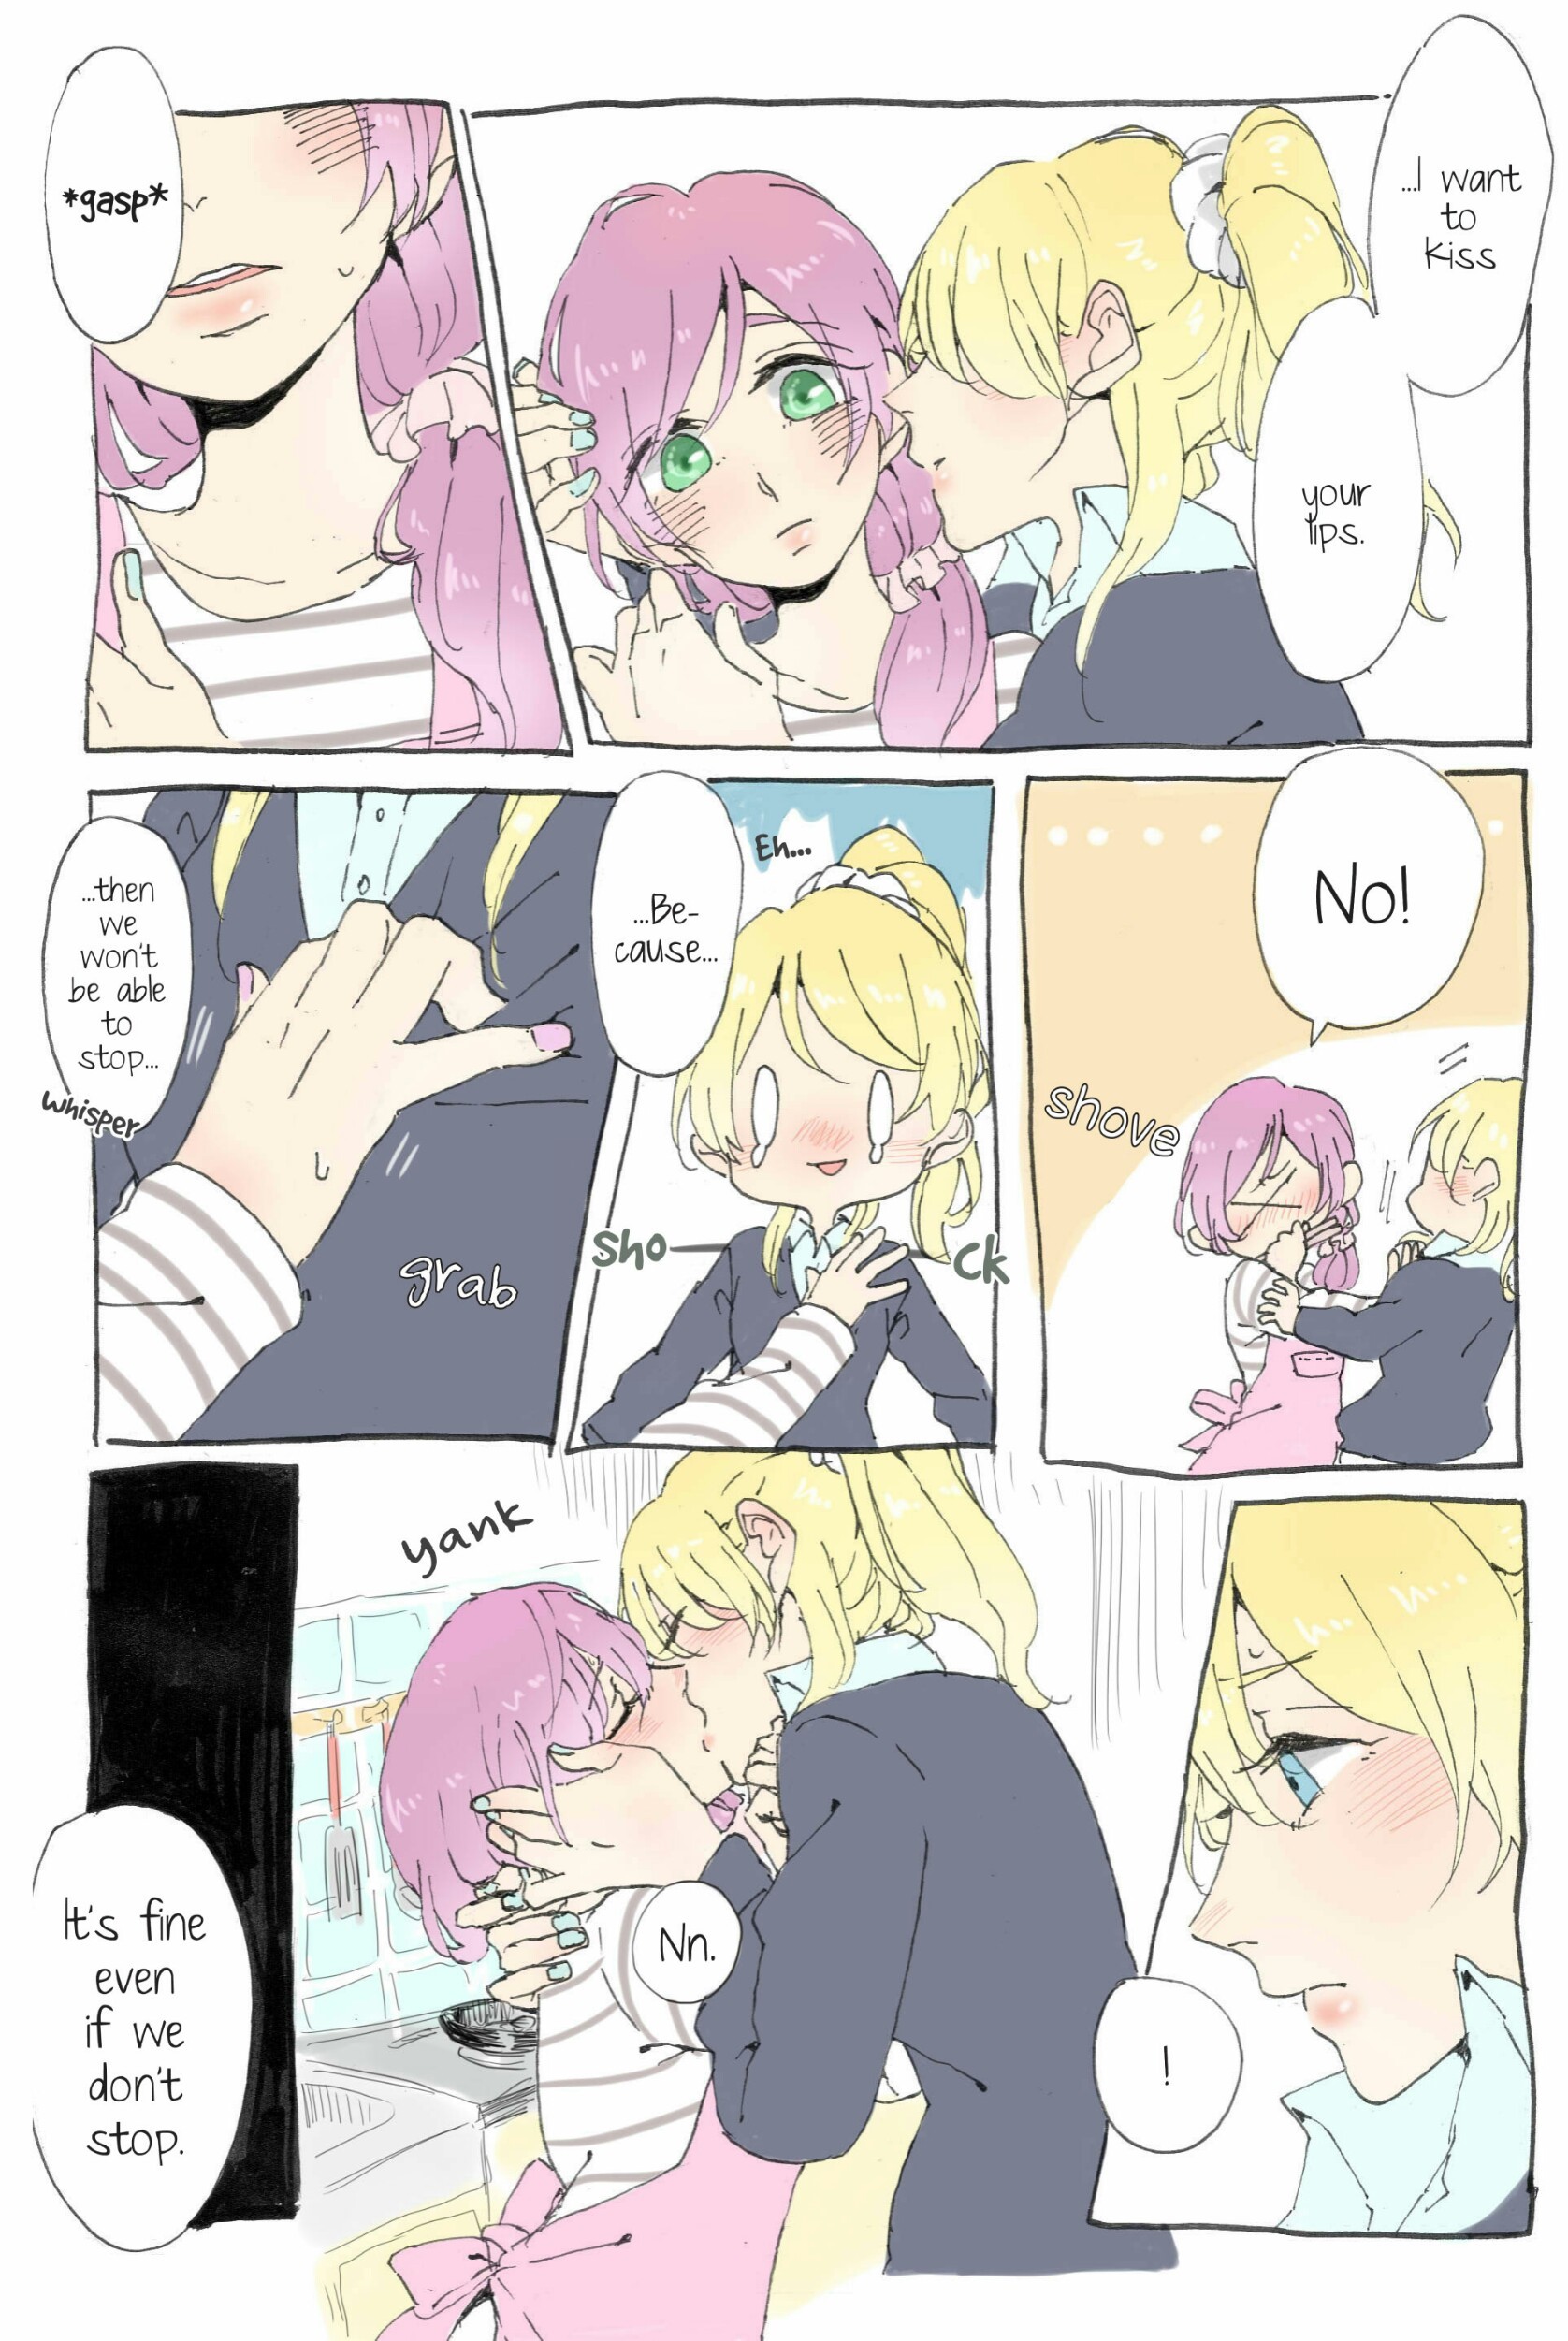 ...I want
to
kiss
your
lips.
*gasp*
No!
shove
Eh...
...Be-
cause...
sho
ck
...then
we
won't
be able
to
stop...
whisper
grab
!
yank
Nn.
It's fine
even
if we
don't
stop.